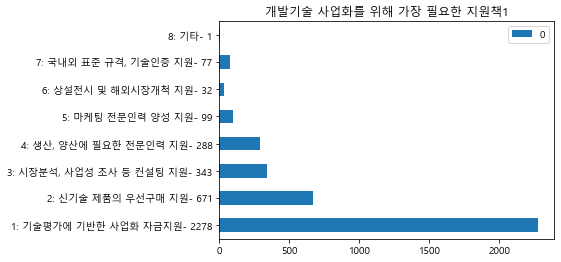 개발기술 사업화를 위해 가장 필요한 지원책1
0
8: 기타- 1
7: 국내외 표준 규격, 기술인증 지원- 77
6: 상설전시 및 해외시장개척 지원- 32
5: 마케팅 전문인력 양성 지원- 99
4: 생산, 양산에 필요한 전문인력 지원- 288
3: 시장분석, 사업성 조사 등 컨설팅 지원- 343
2: 신기술 제품의 우선구매 지원- 671
1: 기술평가에 기반한 사업화 자금지원- 2278
0 500 1000 1500 2000